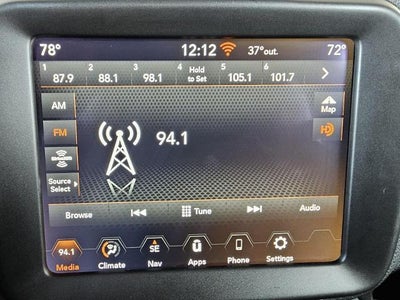 78° 12:12 37°out. 72°
1 2 3 4 5 6
87.9 88.1 98.1 Hold to Set 105.1 101.7
AM
Map
FM
94.1
HD
SiriusXM
Source Select
Browse Tune Audio
94.1 SE
Media Climate Nav Apps Phone Settings